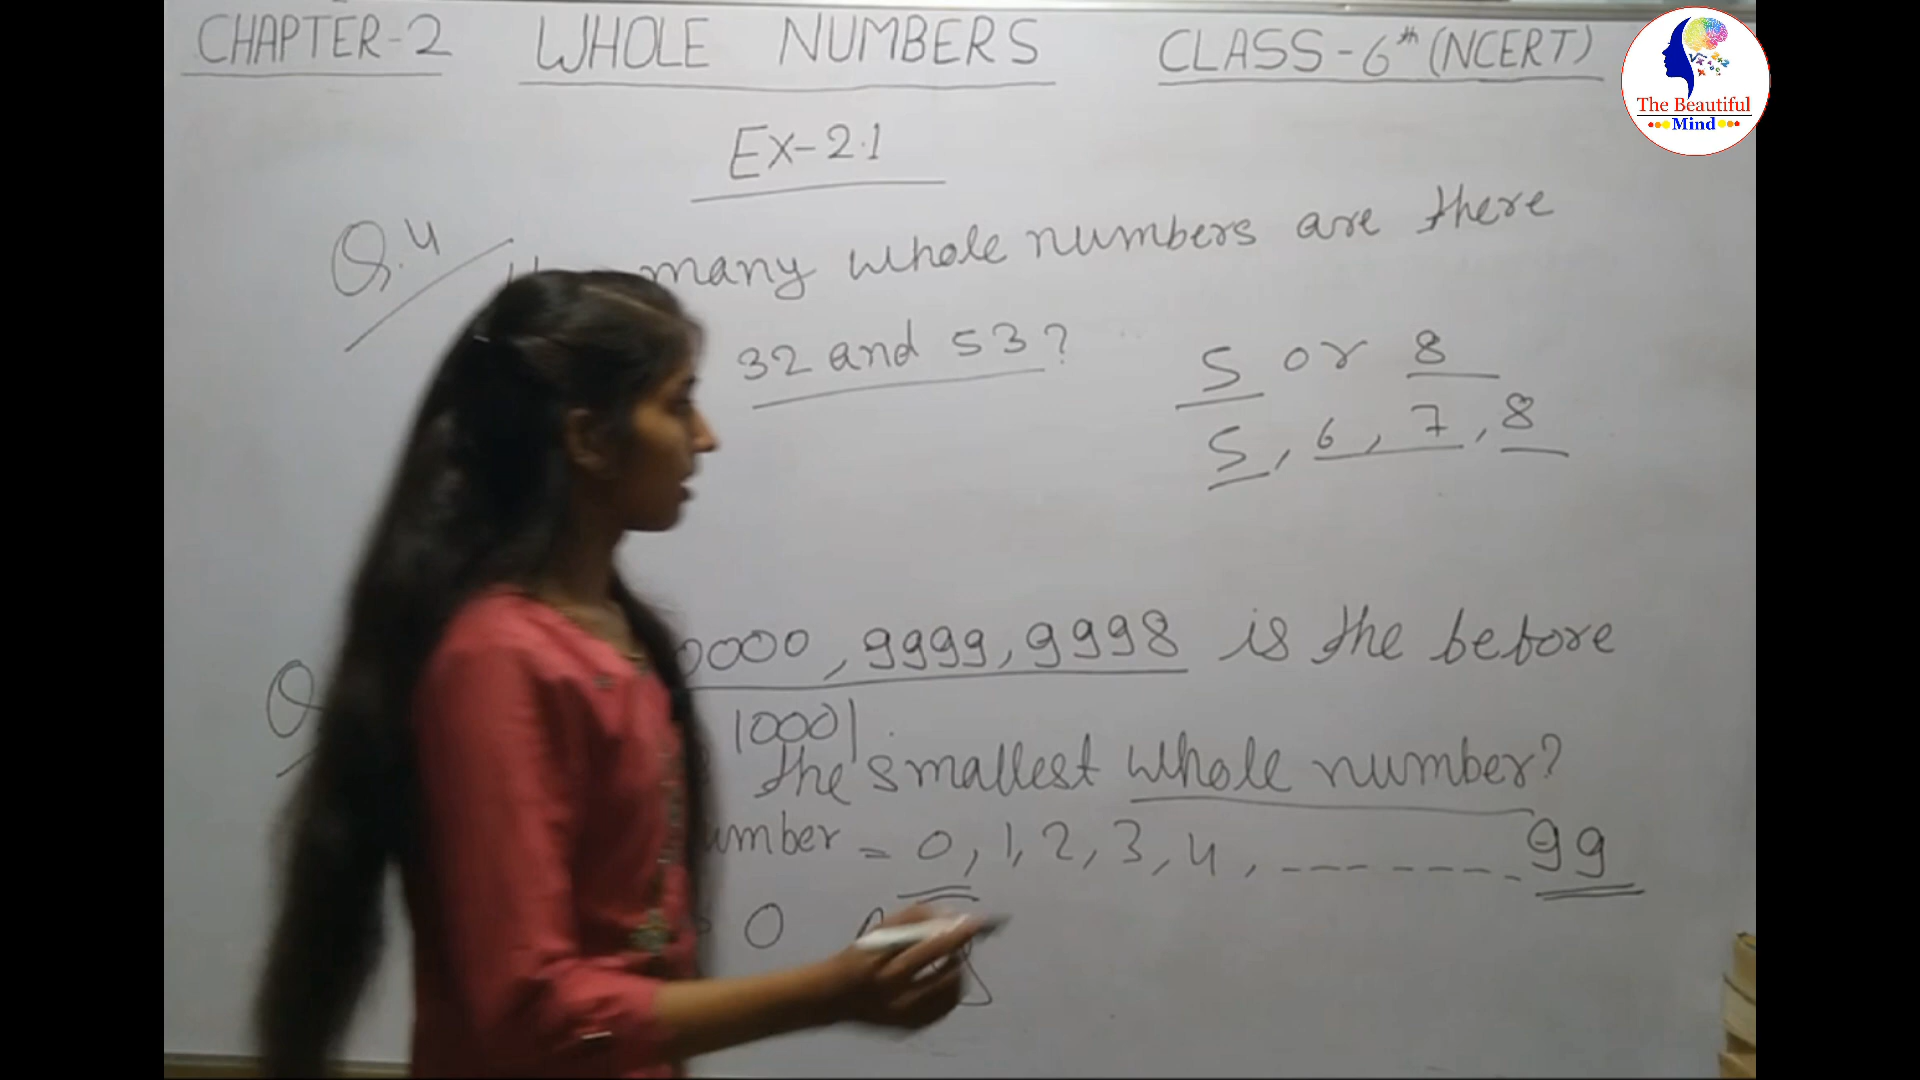 CHAPTER-2 WHOLE NUMBERS CLASS-6th (NCERT)
The Beautiful
Mind
Ex-2.1
Q.4 many whole numbers are there
32 and 53?
5 or 8
5, 6, 7, 8
0000, 9999, 9998 is the before
10001
the smallest whole number?
umber = 0, 1, 2, 3, 4, ------- 99
0